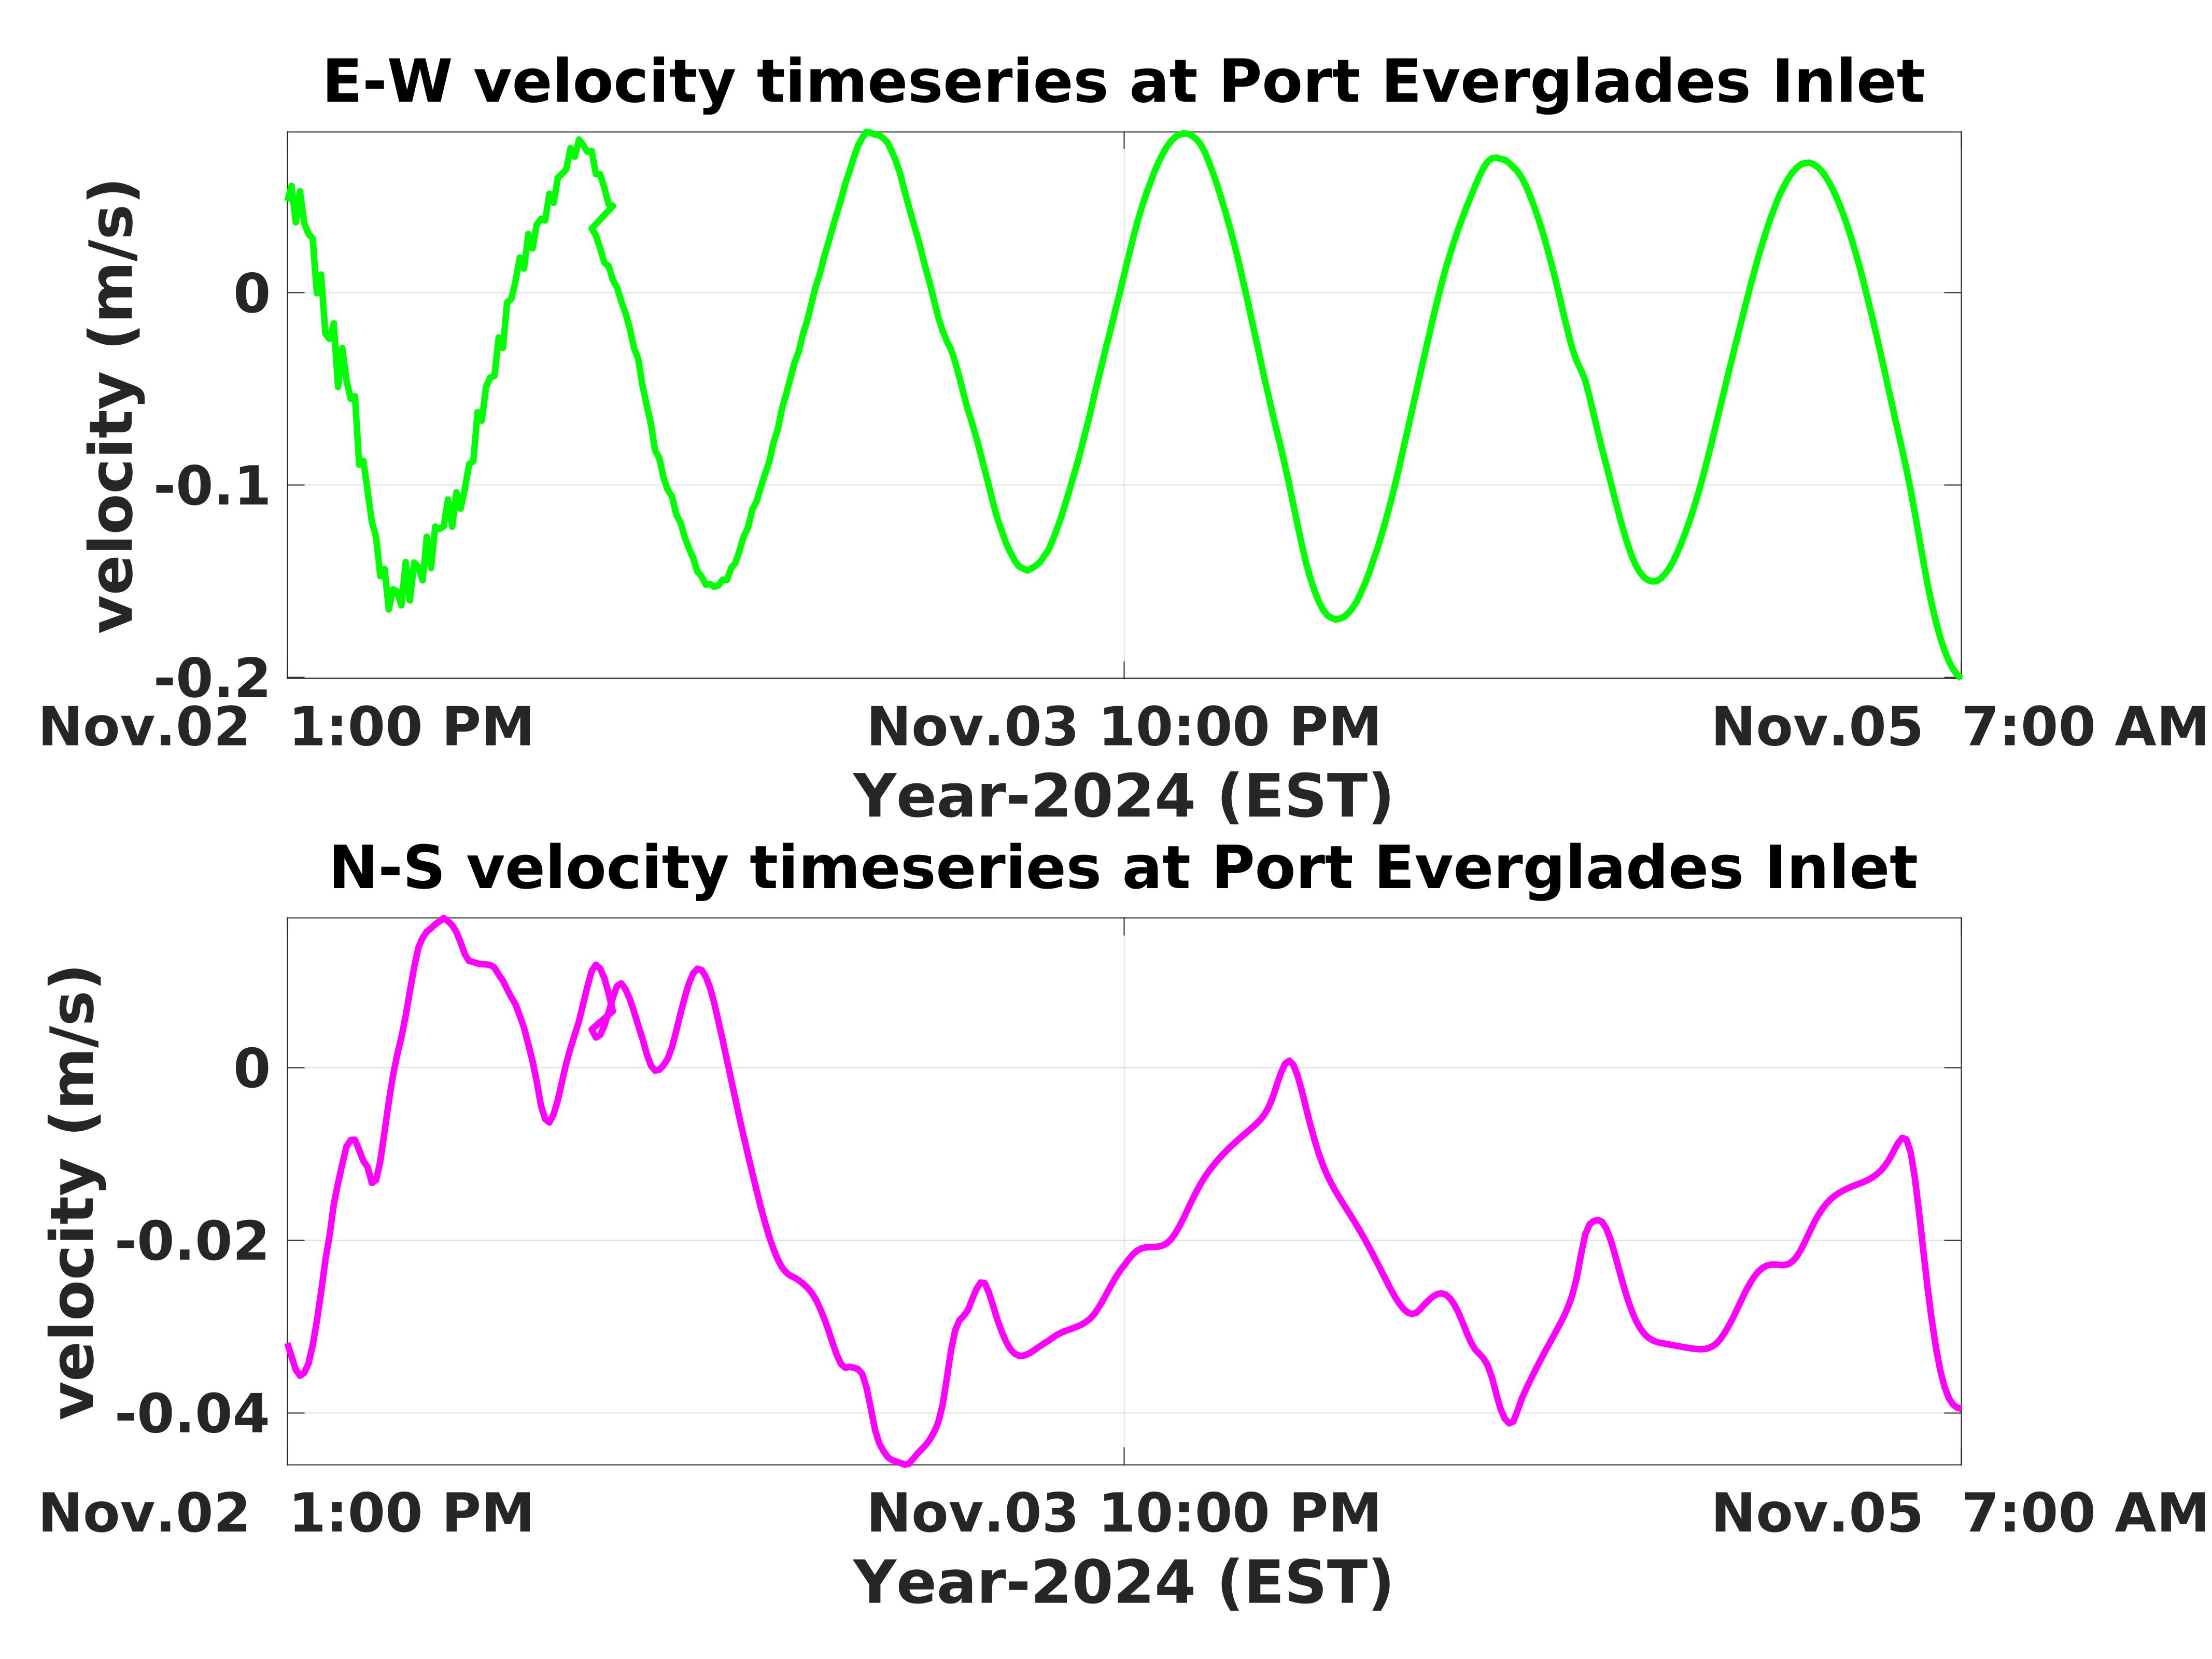 E-W velocity timeseries at Port Everglades Inlet
velocity (m/s)
0
-0.1
-0.2
Nov.02 1:00 PM Nov.03 10:00 PM Nov.05 7:00 AM
Year-2024 (EST)
N-S velocity timeseries at Port Everglades Inlet
velocity (m/s)
0
-0.02
-0.04
Nov.02 1:00 PM Nov.03 10:00 PM Nov.05 7:00 AM
Year-2024 (EST)